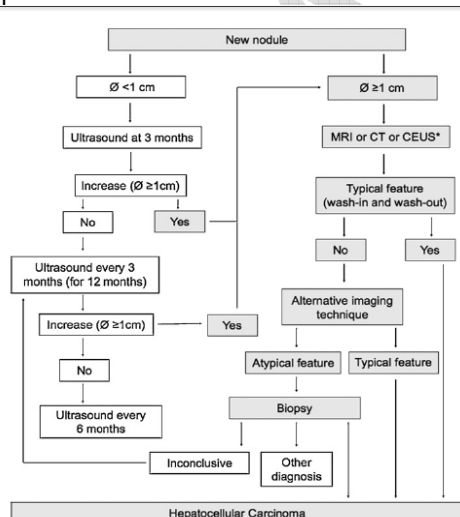 New nodule
Ø <1 cm
Ø ≥1 cm
Ultrasound at 3 months
MRI or CT or CEUS*
Increase (Ø ≥1cm)
Typical feature
(wash-in and wash-out)
No
Yes
No
Yes
Ultrasound every 3
months (for 12 months)
Alternative imaging
technique
Increase (Ø ≥1cm)
Yes
Atypical feature
Typical feature
No
Biopsy
Ultrasound every
6 months
Inconclusive
Other
diagnosis
Hepatocellular Carcinoma